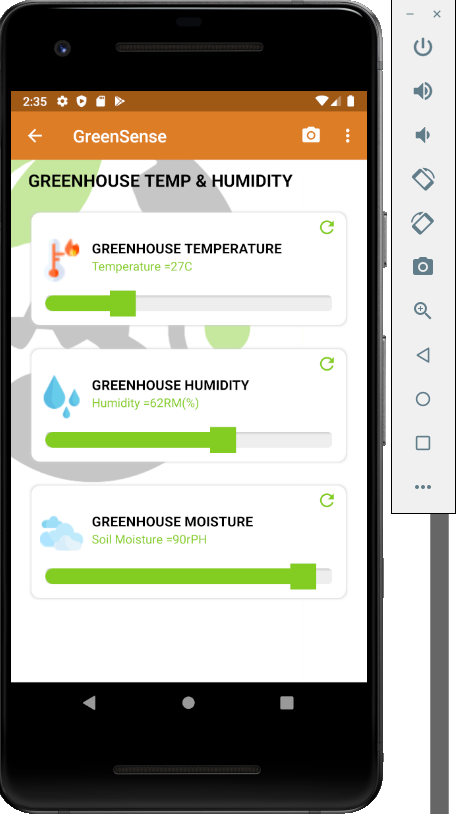 2:35
GreenSense
GREENHOUSE TEMP & HUMIDITY
GREENHOUSE TEMPERATURE
Temperature =27C
GREENHOUSE HUMIDITY
Humidity =62RM(%)
GREENHOUSE MOISTURE
Soil Moisture =90rPH